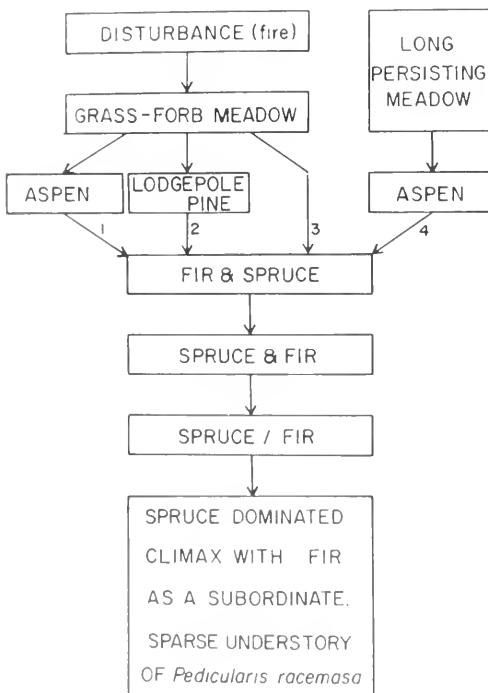 DISTURBANCE (fire)
LONG
PERSISTING
MEADOW
GRASS-FORB MEADOW
ASPEN
LODGEPOLE
PINE
ASPEN
1
2
3
4
FIR & SPRUCE
SPRUCE & FIR
SPRUCE / FIR
SPRUCE DOMINATED
CLIMAX WITH FIR
AS A SUBORDINATE.
SPARSE UNDERSTORY
OF Pedicularis racemasa